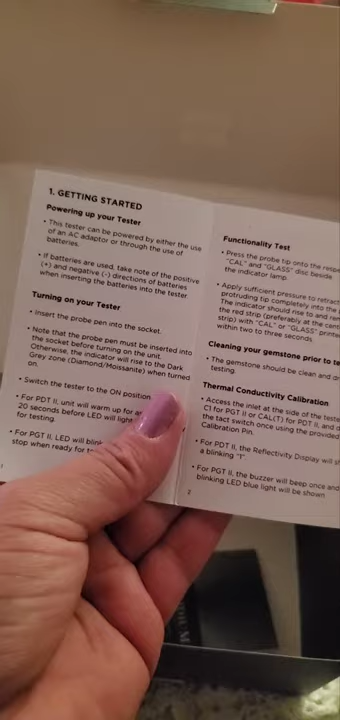 1. GETTING STARTED
Powering up your Tester
• This tester can be powered by either the use
of an AC adaptor or through the use of
batteries.
• If batteries are used, take note of the positive
(+) and negative (-) directions of batteries
when inserting the batteries into the tester
Turning on your Tester
• Insert the probe pen into the socket.
• Note that the probe pen must be inserted into
the socket before turning on the unit.
Otherwise, the indicator will rise to the Dark
Grey zone (Diamond/Moissanite) when turned
on.
• Switch the tester to the ON position
• For PDT II, unit will warm up for
20 seconds before LED will
for testing.
• For PGT II, LED will
stop when ready for
Functionality Test
• Press the probe tip onto the
"CAL" and "GLASS" disc beside
the indicator lamp.
• Apply sufficient pressure to retract
protruding tip completely into the
The indicator should rise to and
the red strip (preferably at the
strip) with "CAL" or "GLASS"
within two to three seconds
Cleaning your gemstone prior to
testing
• The gemstone should be clean and
testing.
Thermal Conductivity Calibration
• Access the inlet at the side of the
C1 for PGT II or CAL(T) for PDT II, and
the tact switch once using the provided
Calibration Pin.
• For PDT II, the Reflectivity Display will
a blinking "1".
• For PGT II, the buzzer will beep once and
blinking LED blue light will be shown
2